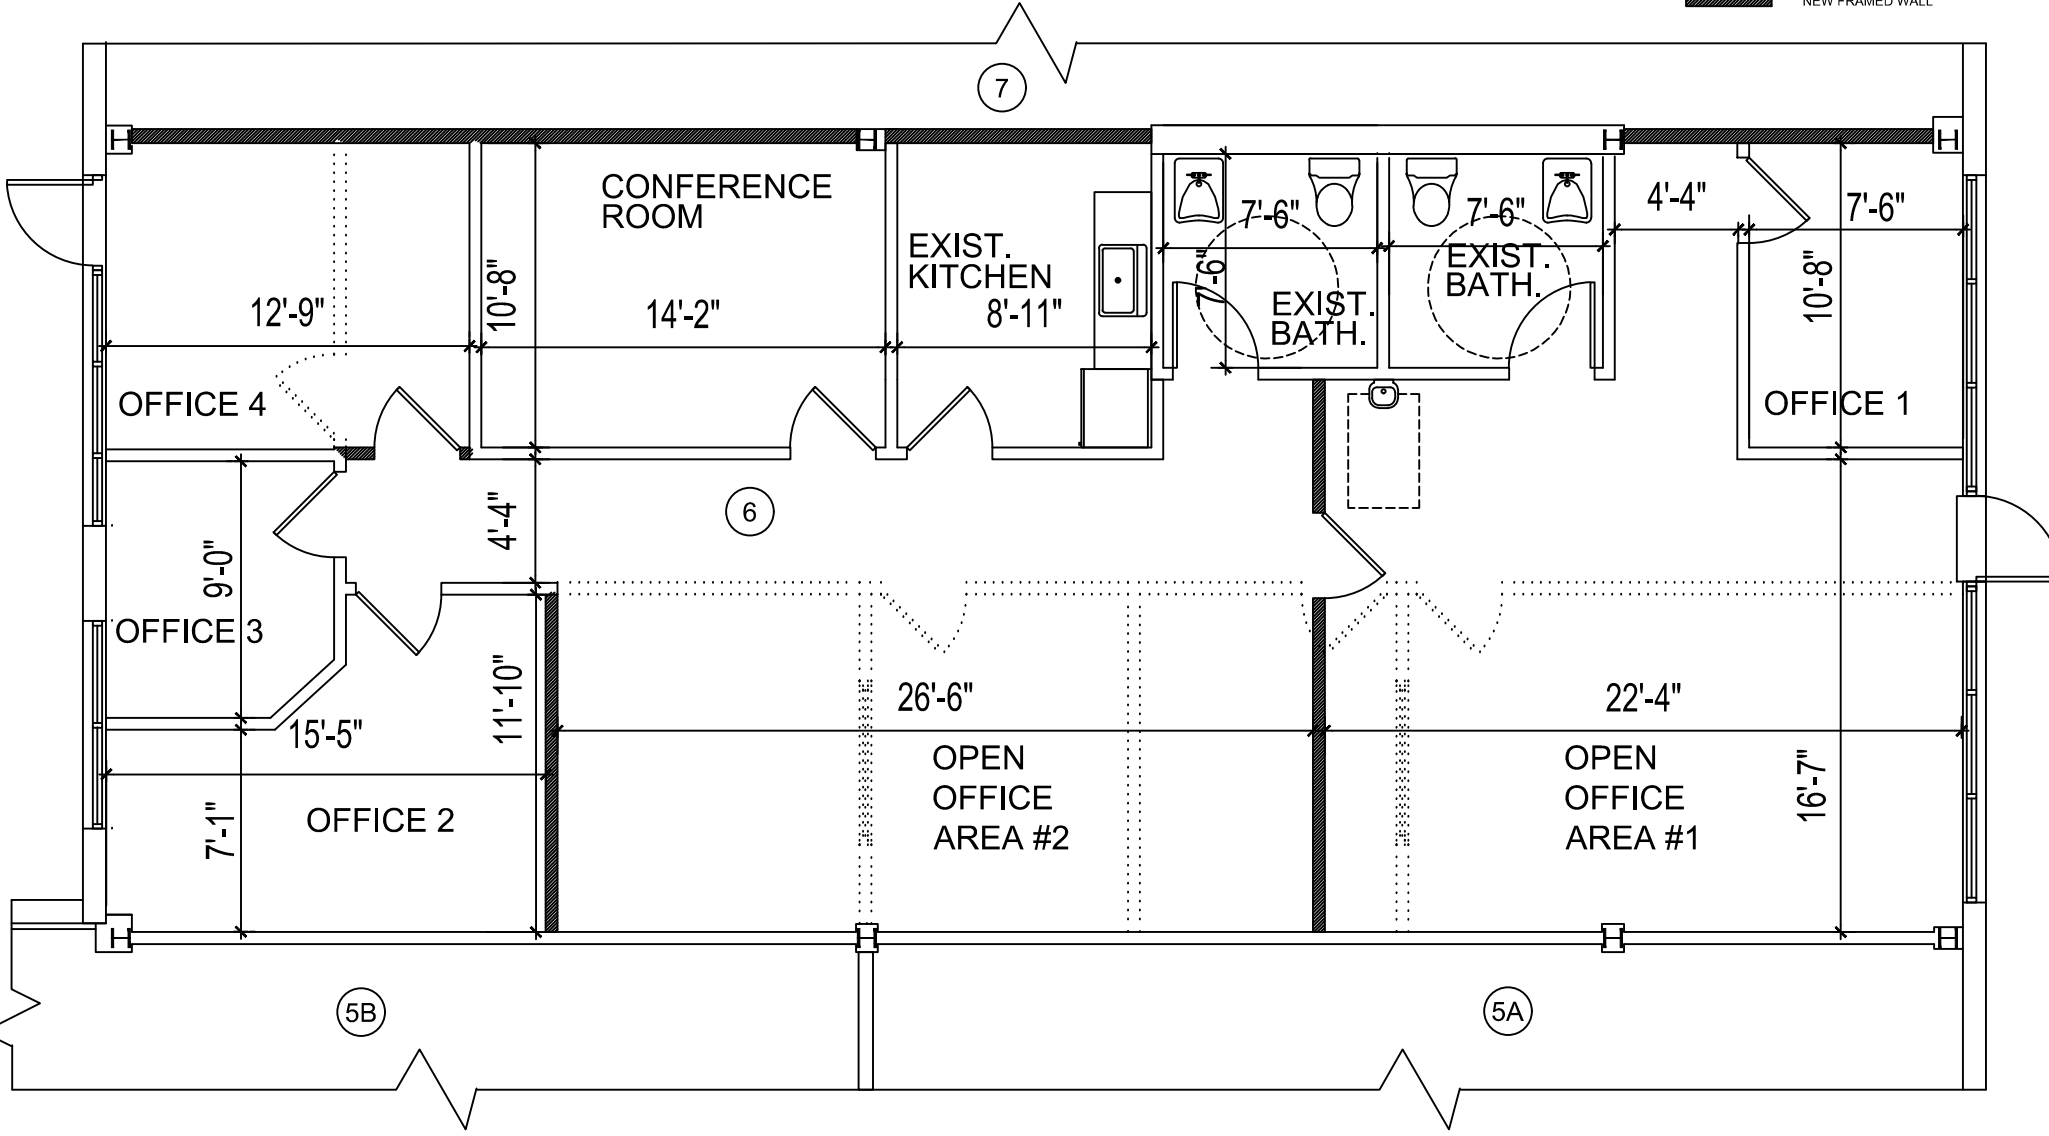 NEW FRAMED WALL
7
CONFERENCE
ROOM
4'-4"
7'-6"
7'-6"
7'-6"
EXIST.
KITCHEN
EXIST.
BATH.
12'-9"
10'-8"
14'-2"
8'-11"
7'-6"
EXIST.
BATH.
10'-8"
OFFICE 4
OFFICE 1
6
4'-4"
9'-0"
OFFICE 3
11'-10"
26'-6"
22'-4"
15'-5"
OPEN
OFFICE
AREA #2
OPEN
OFFICE
AREA #1
16'-7"
7'-1"
OFFICE 2
5B
5A